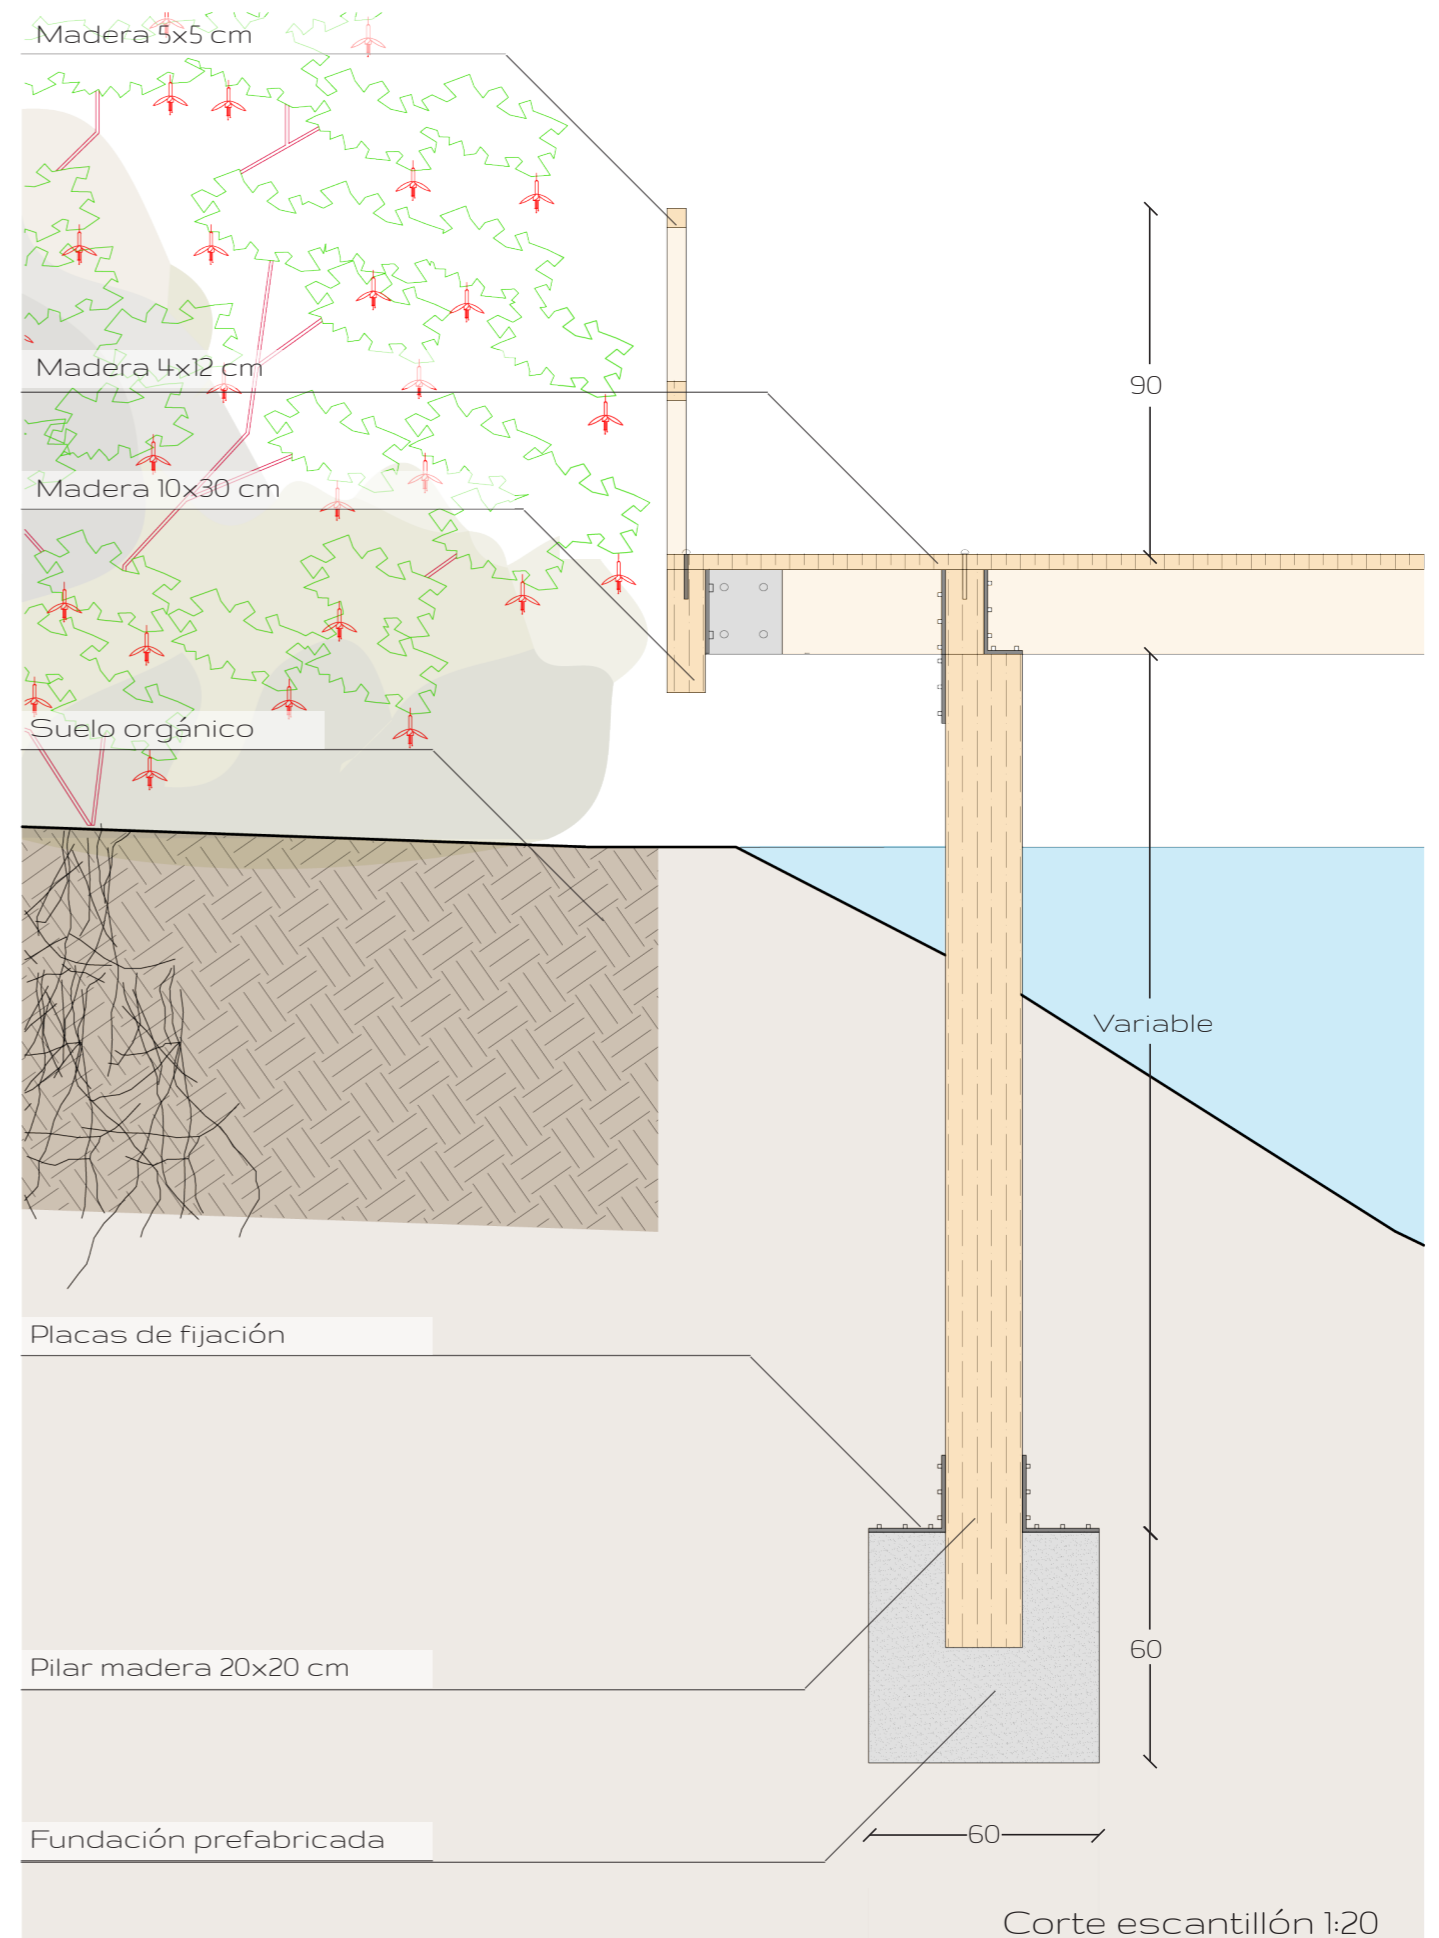 Madera 5x5 cm
Madera 4x12 cm
90
Madera 10x30 cm
Suelo orgánico
Variable
Placas de fijación
60
Pilar madera 20x20 cm
Fundación prefabricada
60
Corte escantillón 1:20